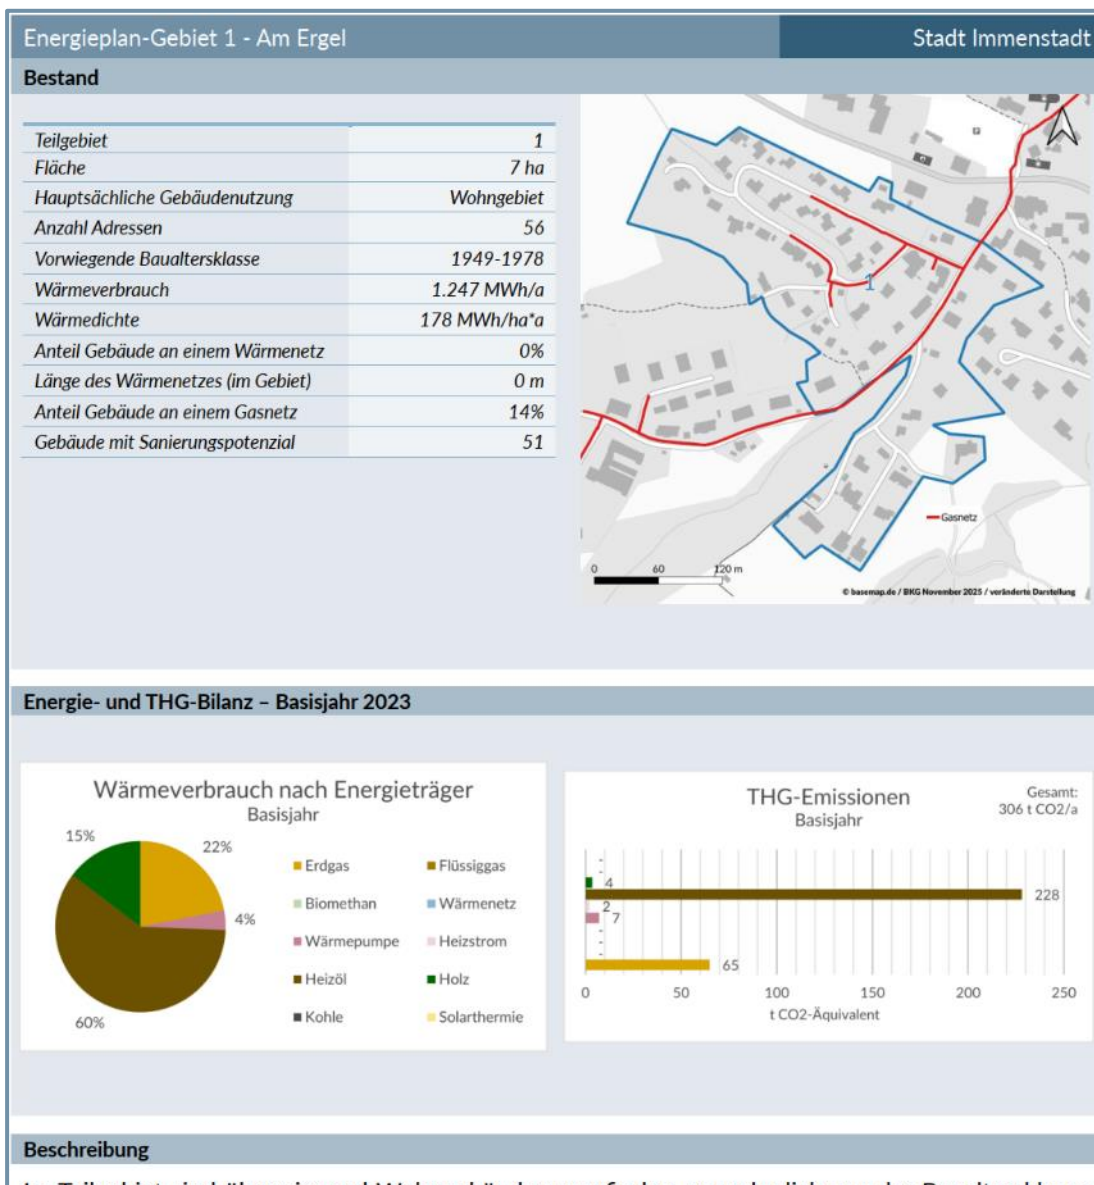 Energieplan-Gebiet 1 - Am Ergel Stadt Immenstadt
Bestand
Teilgebiet 1
Fläche 7 ha
Hauptsächliche Gebäudenutzung Wohngebiet
Anzahl Adressen 56
Vorwiegende Baualtersklasse 1949-1978
Wärmeverbrauch 1.247 MWh/a
Wärmedichte 178 MWh/ha*a
Anteil Gebäude an einem Wärmenetz 0%
Länge des Wärmenetzes (im Gebiet) 0 m
Anteil Gebäude an einem Gasnetz 14%
Gebäude mit Sanierungspotenzial 51
1
Gasnetz
0 60 120 m
© basemap.de / BKG November 2025 / veränderte Darstellung
Energie- und THG-Bilanz – Basisjahr 2023
Wärmeverbrauch nach Energieträger
Basisjahr
15%
22%
4%
60%
Erdgas Flüssiggas
Biomethan Wärmenetz
Wärmepumpe Heizstrom
Heizöl Holz
Kohle Solarthermie
THG-Emissionen
Basisjahr
Gesamt:
306 t CO2/a
-
4
228
2
7
-
-
-
65
0 50 100 150 200 250
t CO2-Äquivalent
Beschreibung